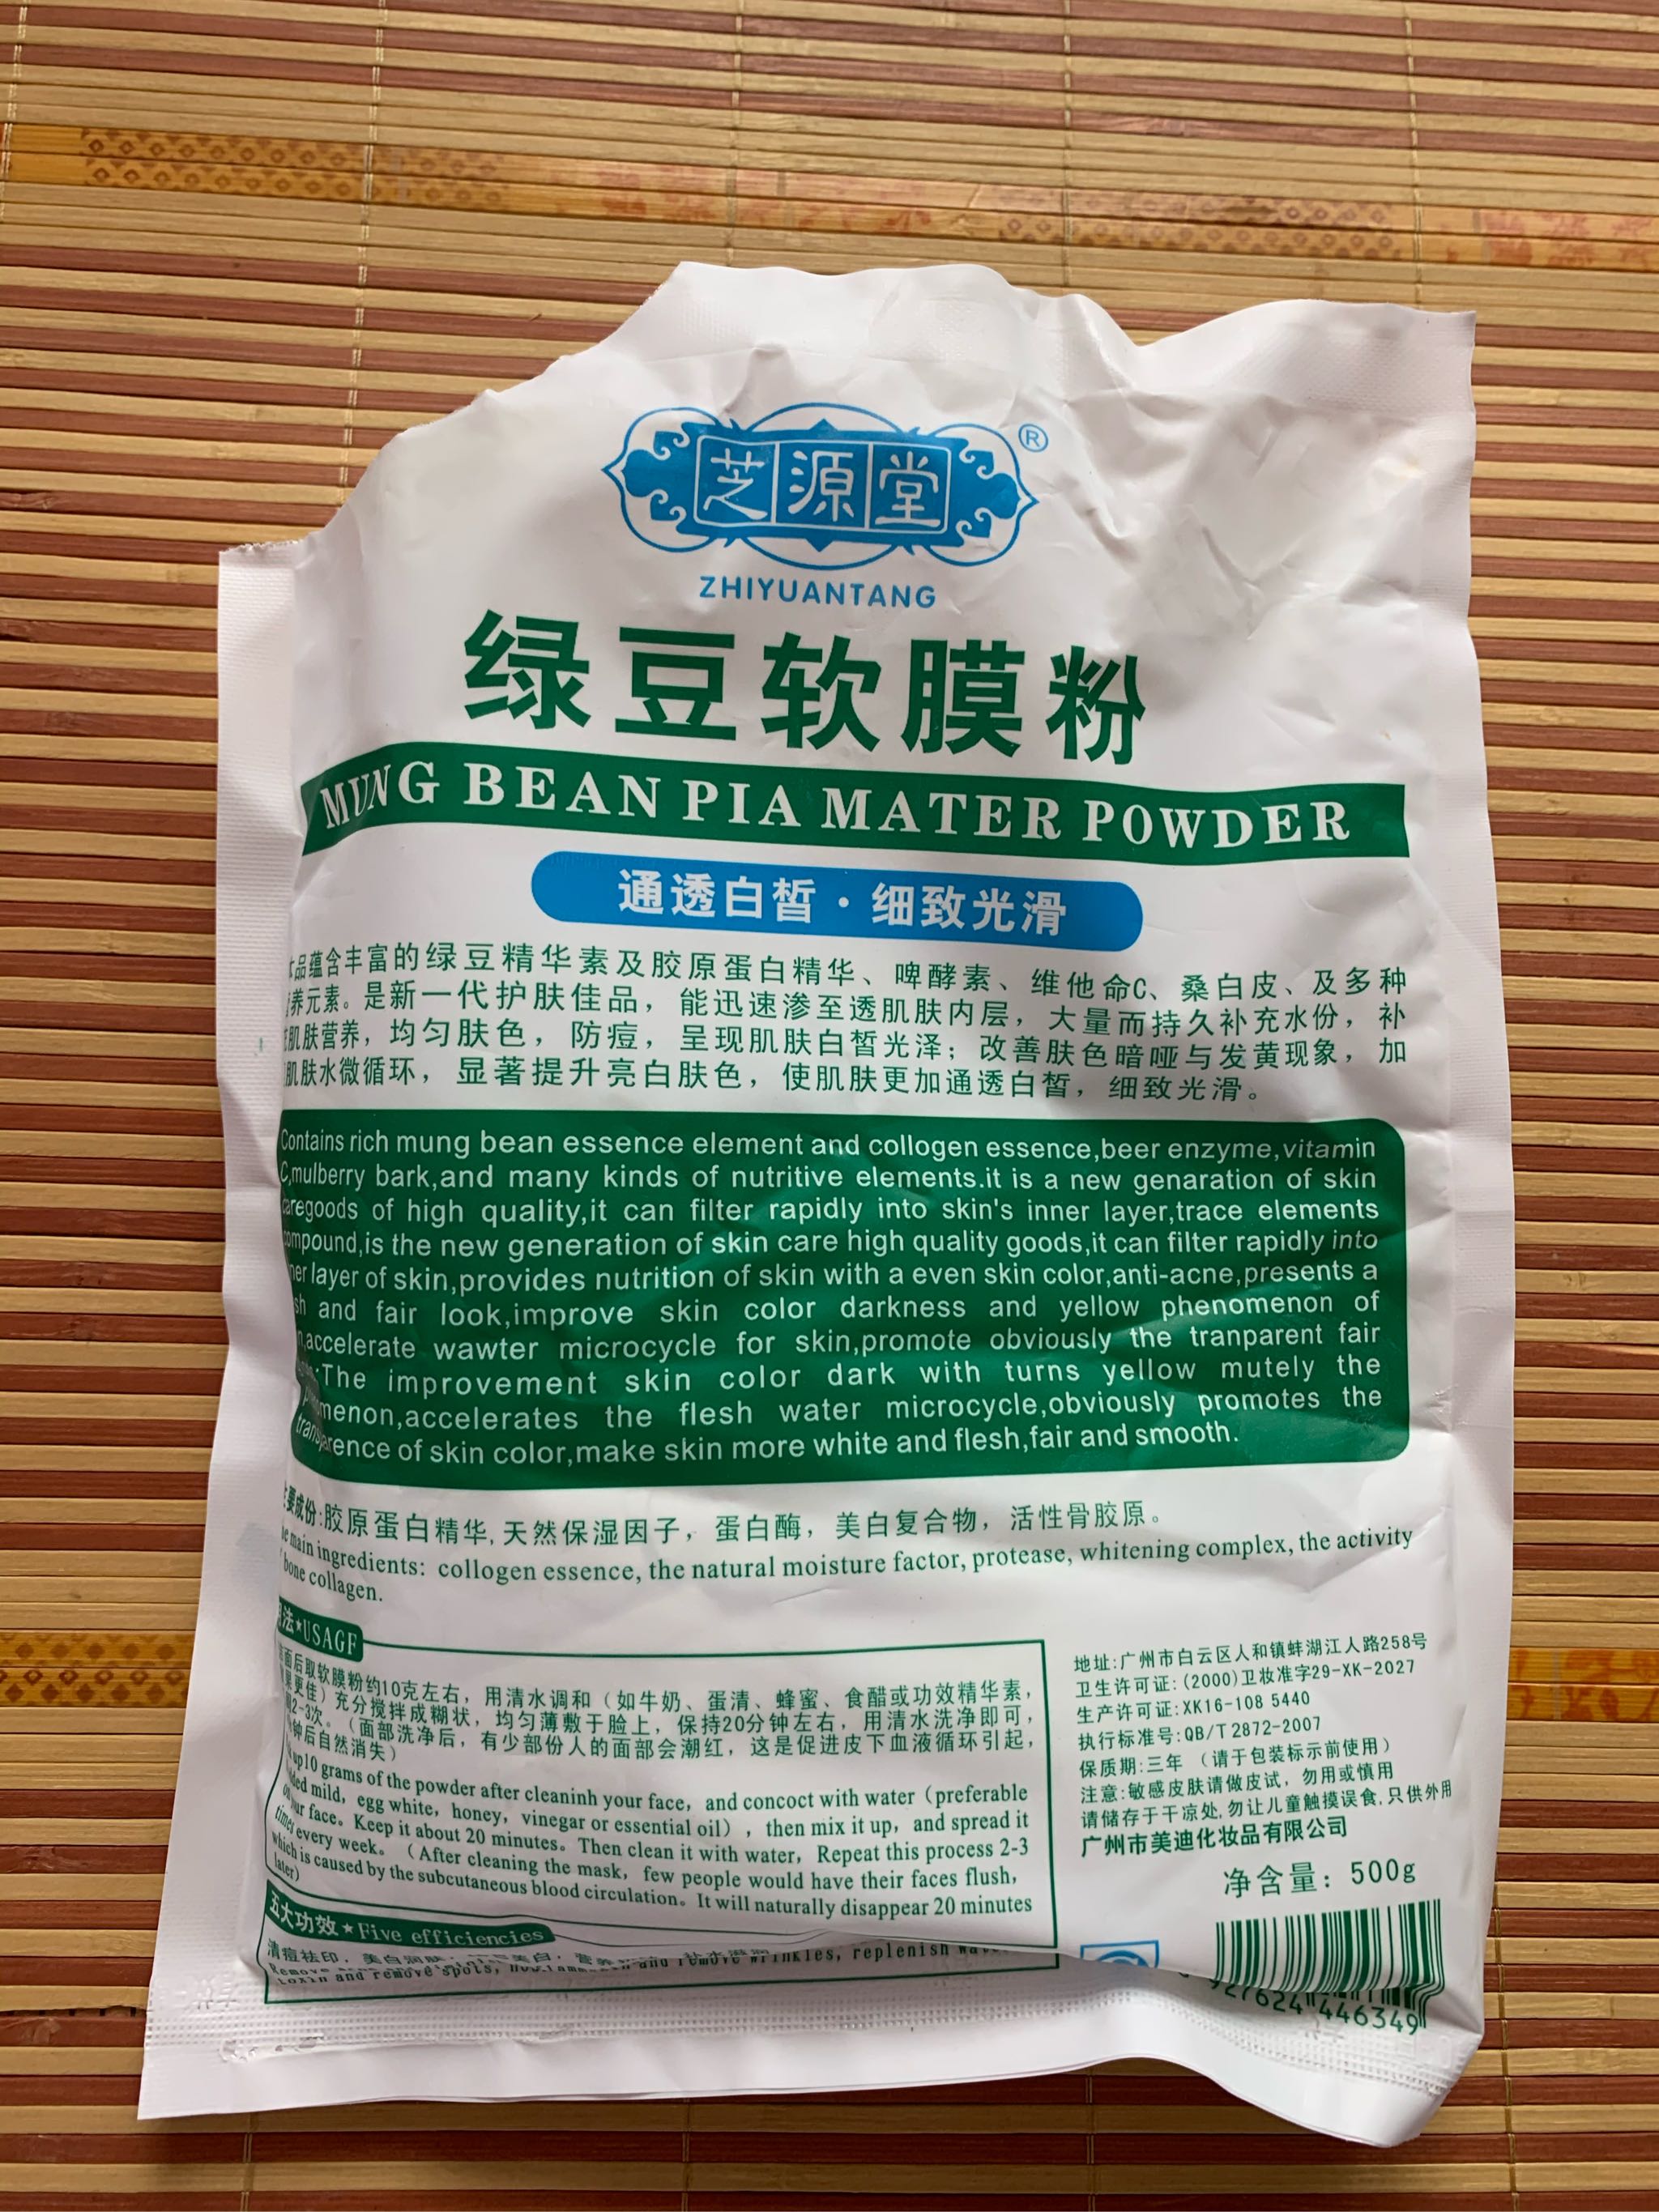 芝源堂®
ZHIYUANTANG
绿豆软膜粉
MUNG BEAN PIA MATER POWDER
通透白皙·细致光滑
品蕴含丰富的绿豆精华素及胶原蛋白精华、啤酵素、维他命C、桑白皮、及多种
养元素。是新一代护肤佳品，能迅速渗至透肌肤内层，大量而持久补充水份，补
肌肤营养，均匀肤色，防痘，呈现肌肤白皙光泽；改善肤色暗哑与发黄现象，加
肌肤水微循环，显著提升亮白肤色，使肌肤更加通透白皙，细致光滑。
Contains rich mung bean essence element and collogen essence,beer enzyme,vitamin
C,mulberry bark,and many kinds of nutritive elements.it is a new genaration of skin
caregoods of high quality,it can filter rapidly into skin's inner layer,trace elements
compound,is the new generation of skin care high quality goods,it can filter rapidly into
layer of skin,provides nutrition of skin with a even skin color,anti-acne,presents a
and fair look,improve skin color darkness and yellow phenomenon of
accelerate wawter microcycle for skin,promote obviously the tranparent fair
The improvement skin color dark with turns yellow mutely the
menon,accelerates the flesh water microcycle,obviously promotes the
transparence of skin color,make skin more white and flesh,fair and smooth.
要成份:胶原蛋白精华,天然保湿因子，蛋白酶，美白复合物，活性骨胶原。
main ingredients: collogen essence, the natural moisture factor, protease, whitening complex, the activity
bone collagen.
法★USAGF
面后取软膜粉约10克左右，用清水调和（如牛奶、蛋清、蜂蜜、食醋或功效精华素，
果更佳）充分搅拌成糊状，均匀薄敷于脸上，保持20分钟左右，用清水洗净即可，
2-3次。（面部洗净后，有少部份人的面部会潮红，这是促进皮下血液循环引起，
钟后自然消失）
up10 grams of the powder after cleaninh your face, and concoct with water (preferable
mild, egg white, honey, vinegar or essential oil), then mix it up, and spread it
your face. Keep it about 20 minutes. Then clean it with water, Repeat this process 2-3
times every week. (After cleaning the mask, few people would have their faces flush,
which is caused by the subcutaneous blood circulation. It will naturally disappear 20 minutes
later)
五大功效★Five efficiencies
清痘祛印，美白
and remove wrinkles, replenish
and remove spots,
地址:广州市白云区人和镇蚌湖江人路258号
卫生许可证:(2000)卫妆准字29-XK-2027
生产许可证:XK16-108 5440
执行标准号:QB/T2872-2007
保质期:三年（请于包装标示前使用）
注意:敏感皮肤请做皮试，勿用或慎用
请储存于干凉处,勿让儿童触摸误食,只供外用
广州市美迪化妆品有限公司
净含量：500g
927624 446349